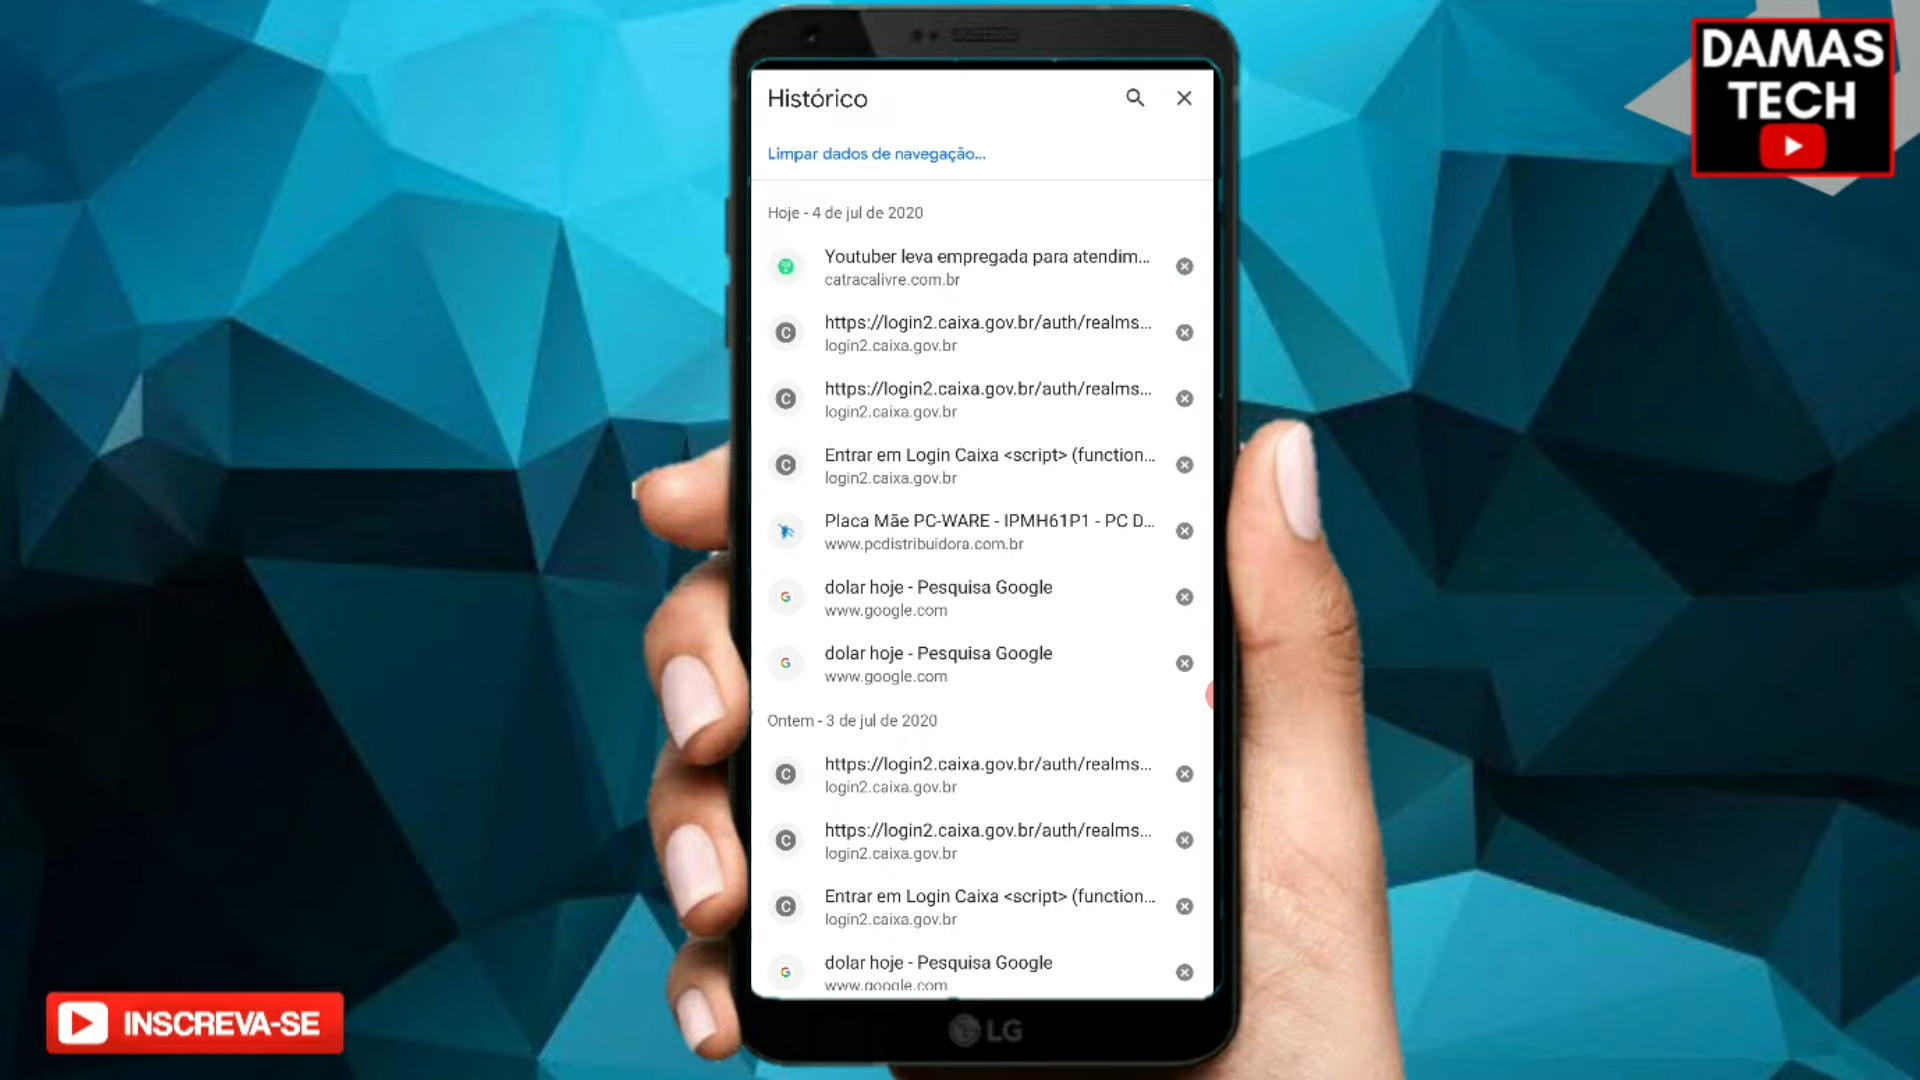 DAMAS
TECH
Histórico
Limpar dados de navegação...
Hoje - 4 de jul de 2020
Youtuber leva empregada para atendim...
catracalivre.com.br
https://login2.caixa.gov.br/auth/realms...
login2.caixa.gov.br
https://login2.caixa.gov.br/auth/realms...
login2.caixa.gov.br
Entrar em Login Caixa <script> (function...
login2.caixa.gov.br
Placa Mãe PC-WARE - IPMH61P1 - PC D...
www.pcdistribuidora.com.br
dolar hoje - Pesquisa Google
www.google.com
dolar hoje - Pesquisa Google
www.google.com
Ontem - 3 de jul de 2020
https://login2.caixa.gov.br/auth/realms...
login2.caixa.gov.br
https://login2.caixa.gov.br/auth/realms...
login2.caixa.gov.br
Entrar em Login Caixa <script> (function...
login2.caixa.gov.br
dolar hoje - Pesquisa Google
www.google.com
INSCREVA-SE
LG